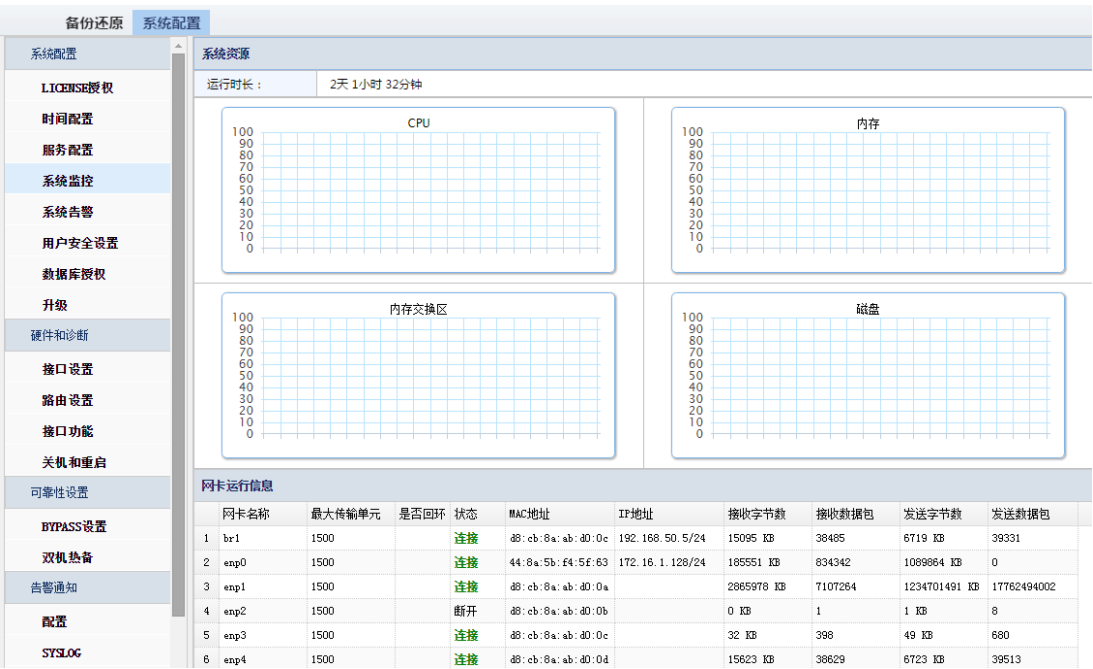 备份还原 系统配置
系统配置
LICENSE授权
时间配置
服务配置
系统监控
系统告警
用户安全设置
数据库授权
升级
硬件和诊断
接口设置
路由设置
接口功能
关机和重启
可靠性设置
BYPASS设置
双机热备
告警通知
配置
SYSLOG
系统资源
运行时长： 2天 1小时 32分钟
CPU
100
90
80
70
60
50
40
30
20
10
0
内存
100
90
80
70
60
50
40
30
20
10
0
内存交换区
100
90
80
70
60
50
40
30
20
10
0
磁盘
100
90
80
70
60
50
40
30
20
10
0
网卡运行信息
网卡名称 最大传输单元 是否回环 状态 MAC地址 IP地址 接收字节数 接收数据包 发送字节数 发送数据包
1 br1 1500 连接 d8:cb:8a:ab:d0:0c 192.168.50.5/24 15095 KB 38485 6719 KB 39331
2 enp0 1500 连接 44:8a:5b:f4:5f:63 172.16.1.128/24 185551 KB 834342 1089864 KB 0
3 enp1 1500 连接 d8:cb:8a:ab:d0:0a 2865978 KB 7107264 1234701491 KB 17762494002
4 enp2 1500 断开 d8:cb:8a:ab:d0:0b 0 KB 1 1 KB 8
5 enp3 1500 连接 d8:cb:8a:ab:d0:0c 32 KB 398 49 KB 680
6 enp4 1500 连接 d8:cb:8a:ab:d0:0d 15623 KB 38629 6723 KB 39513